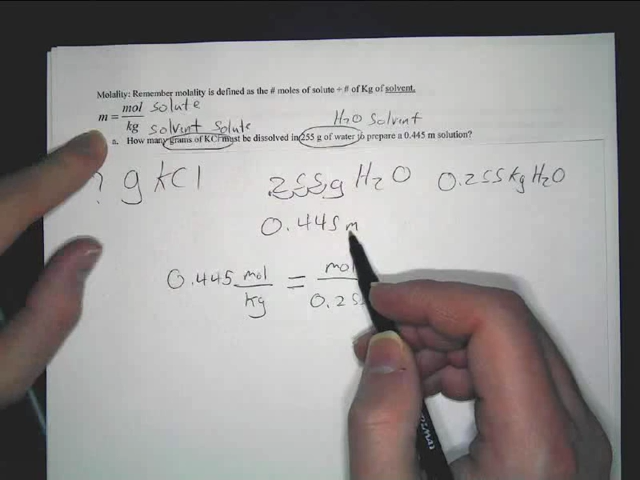 Molality: Remember molality is defined as the # moles of solute ÷ # of Kg of solvent.
m = mol solute
kg solvent solute H₂O Solvent
a. How many grams of KCl must be dissolved in 255 g of water to prepare a 0.445 m solution?
? g KCl 255g H₂O 0.255 Kg H₂O
0.445 m
0.445 mol = mol
kg 0.25